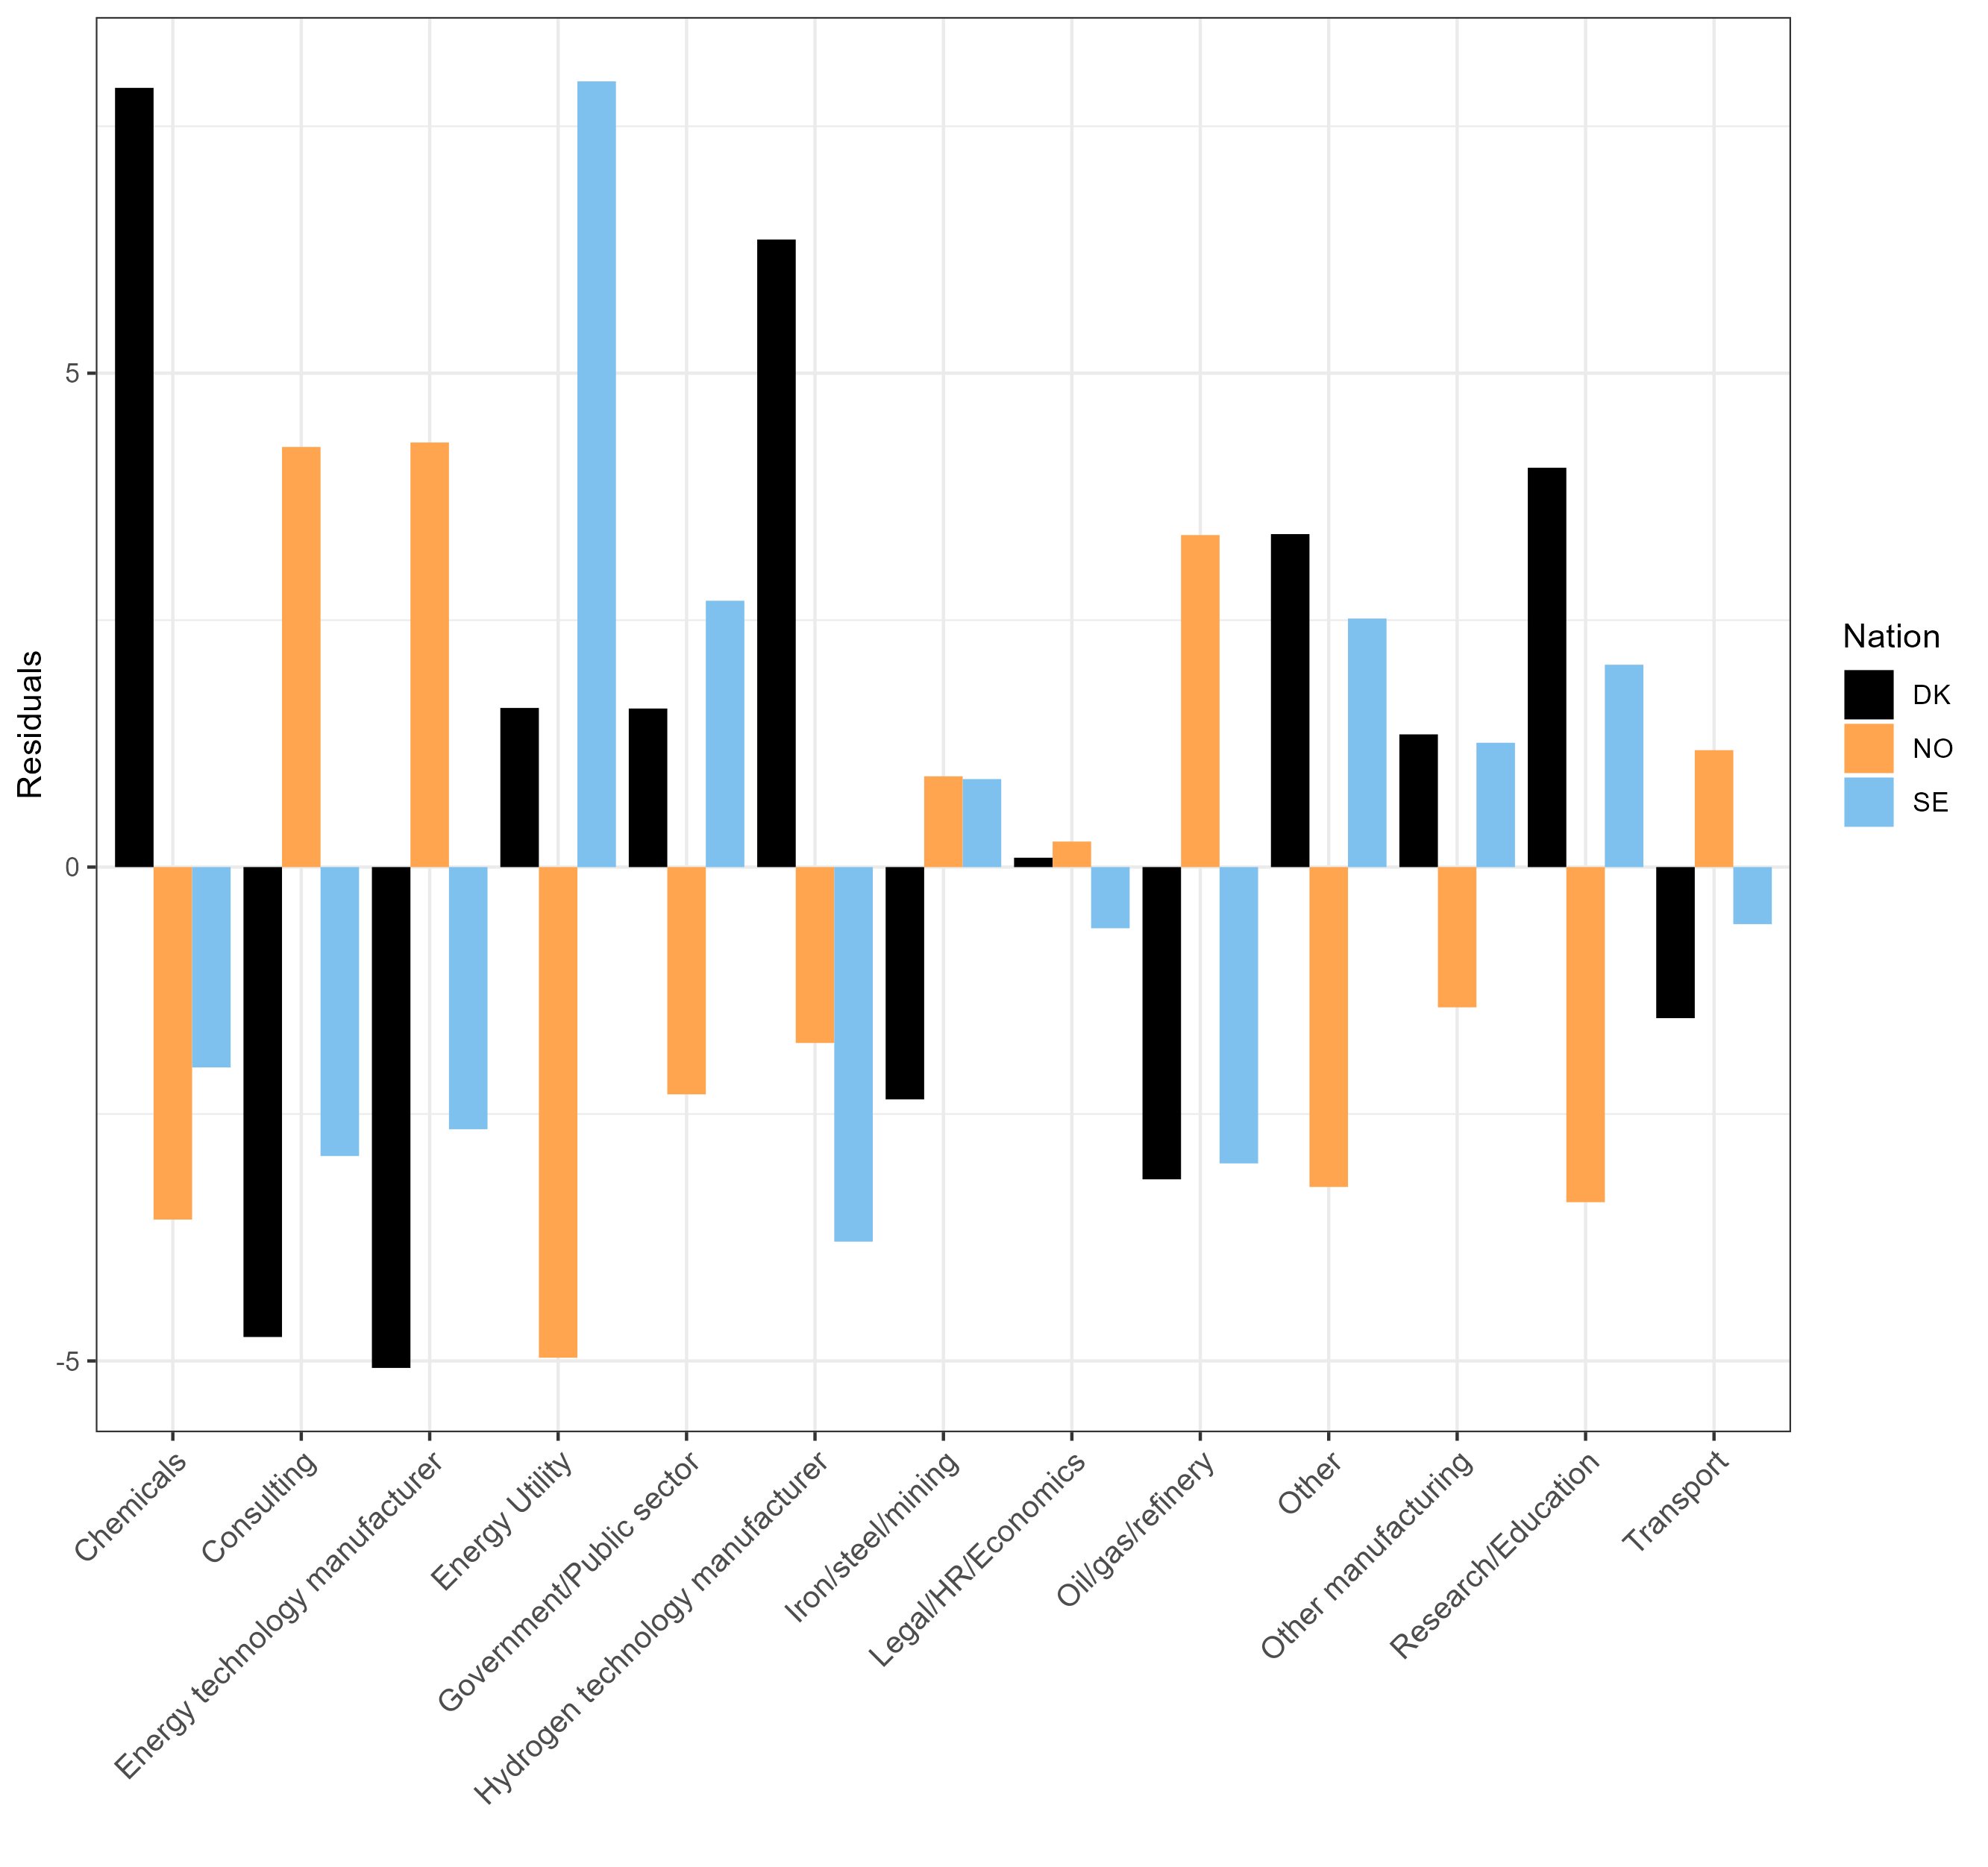 Residuals
5
0
-5
Chemicals
Consulting
Energy technology manufacturer
Energy Utility
Government/Public sector
Hydrogen technology manufacturer
Iron/steel/mining
Legal/HR/Economics
Oil/gas/refinery
Other
Other manufacturing
Research/Education
Transport
Nation
DK
NO
SE